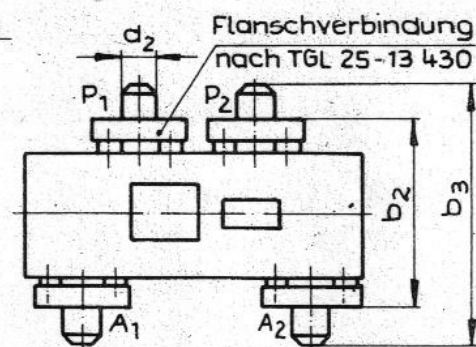 Flanschverbindung
nach TGL 25-13 430
d2
P1
P2
b2
b3
A1
A2